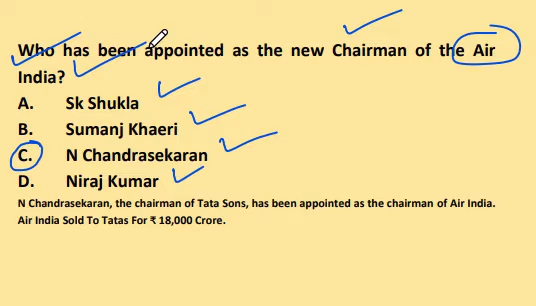 Who has been appointed as the new Chairman of the Air
India?
A. Sk Shukla
B. Sumanj Khaeri
C. N Chandrasekaran
D. Niraj Kumar
N Chandrasekaran, the chairman of Tata Sons, has been appointed as the chairman of Air India.
Air India Sold To Tatas For ₹ 18,000 Crore.